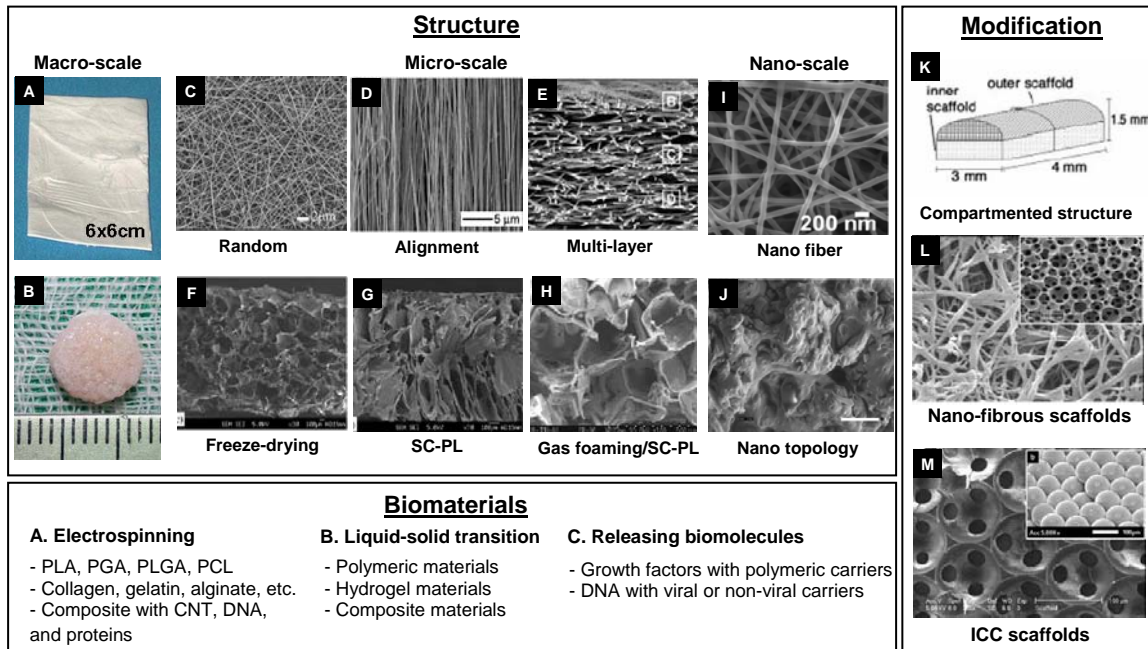 Structure
Macro-scale
Micro-scale
Nano-scale
A
6x6cm
C
D
5 μm
E
B
C
D
I
200 nm
Random
Alignment
Multi-layer
Nano fiber
B
F
G
H
J
Freeze-drying
SC-PL
Gas foaming/SC-PL
Nano topology
Biomaterials
A. Electrospinning
- PLA, PGA, PLGA, PCL
- Collagen, gelatin, alginate, etc.
- Composite with CNT, DNA,
and proteins
B. Liquid-solid transition
- Polymeric materials
- Hydrogel materials
- Composite materials
C. Releasing biomolecules
- Growth factors with polymeric carriers
- DNA with viral or non-viral carriers
Modification
K
outer scaffold
inner
scaffold
1.5 mm
3 mm
4 mm
Compartmented structure
L
Nano-fibrous scaffolds
M
b
ICC scaffolds